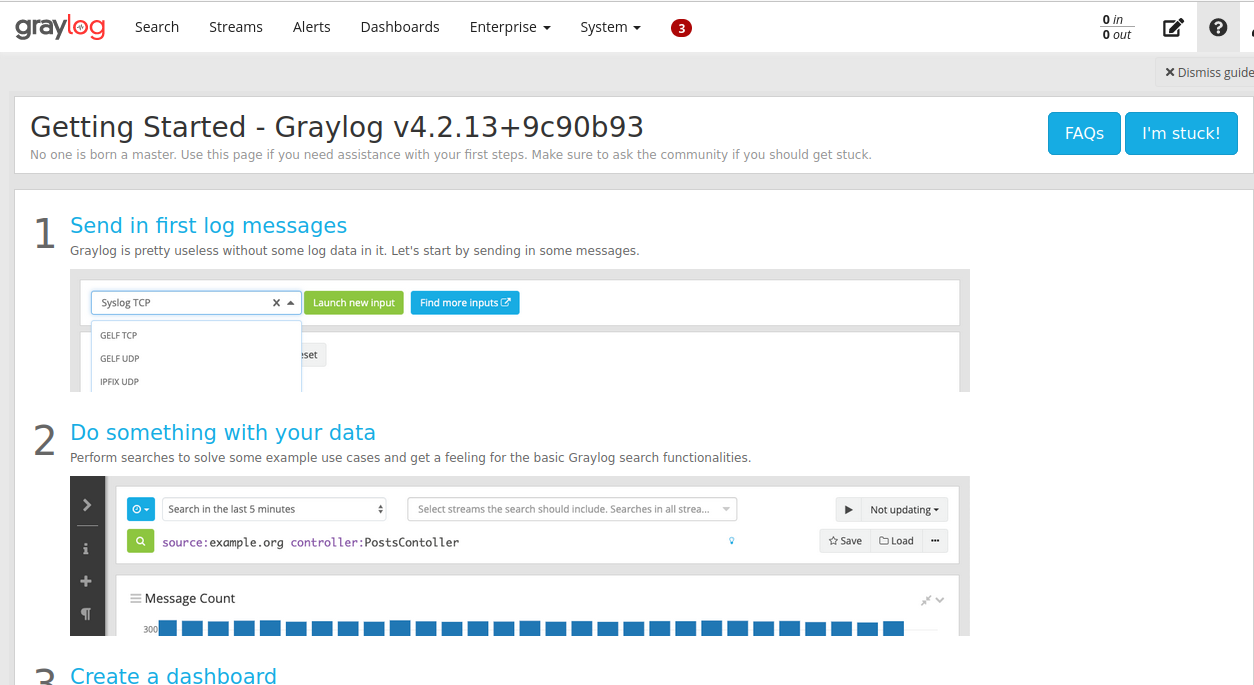 graylog Search Streams Alerts Dashboards Enterprise System 3 0 in
0 out
Dismiss guide
Getting Started - Graylog v4.2.13+9c90b93
FAQs I'm stuck!
No one is born a master. Use this page if you need assistance with your first steps. Make sure to ask the community if you should get stuck.
1 Send in first log messages
Graylog is pretty useless without some log data in it. Let's start by sending in some messages.
Syslog TCP Launch new input Find more inputs
GELF TCP
GELF UDP
IPFIX UDP
2 Do something with your data
Perform searches to solve some example use cases and get a feeling for the basic Graylog search functionalities.
Search in the last 5 minutes Select streams the search should include. Searches in all strea... Not updating
source:example.org controller:PostsContoller Save Load
Message Count
300
3 Create a dashboard